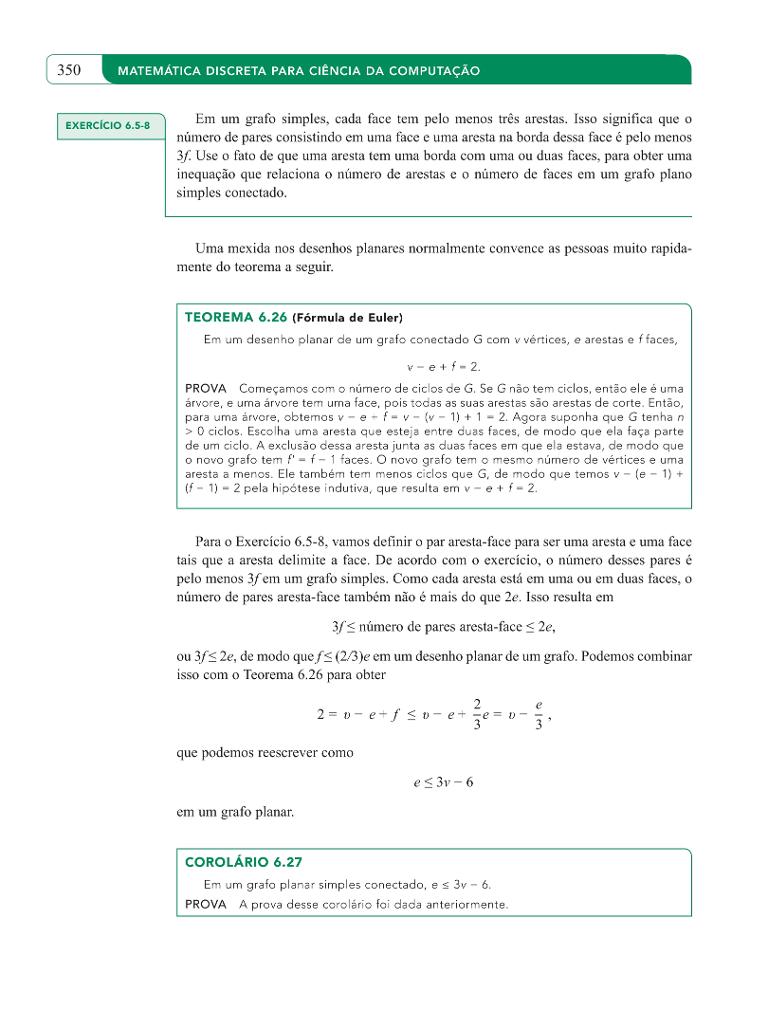 350
MATEMÁTICA DISCRETA PARA CIÊNCIA DA COMPUTAÇÃO
EXERCÍCIO 6.5-8
Em um grafo simples, cada face tem pelo menos três arestas. Isso significa que o
número de pares consistindo em uma face e uma aresta na borda dessa face é pelo menos
3f. Use o fato de que uma aresta tem uma borda com uma ou duas faces, para obter uma
inequação que relaciona o número de arestas e o número de faces em um grafo plano
simples conectado.
Uma mexida nos desenhos planares normalmente convence as pessoas muito rapida-
mente do teorema a seguir.
TEOREMA 6.26 (Fórmula de Euler)
Em um desenho planar de um grafo conectado G com v vértices, e arestas e f faces,
v − e + f = 2.
PROVA Começamos com o número de ciclos de G. Se G não tem ciclos, então ele é uma
árvore, e uma árvore tem uma face, pois todas as suas arestas são arestas de corte. Então,
para uma árvore, obtemos v − e + f = v − (v − 1) + 1 = 2. Agora suponha que G tenha n
> 0 ciclos. Escolha uma aresta que esteja entre duas faces, de modo que ela faça parte
de um ciclo. A exclusão dessa aresta junta as duas faces em que ela estava, de modo que
o novo grafo tem f' = f − 1 faces. O novo grafo tem o mesmo número de vértices e uma
aresta a menos. Ele também tem menos ciclos que G, de modo que temos v − (e − 1) +
(f − 1) = 2 pela hipótese indutiva, que resulta em v − e + f = 2.
Para o Exercício 6.5-8, vamos definir o par aresta-face para ser uma aresta e uma face
tais que a aresta delimite a face. De acordo com o exercício, o número desses pares é
pelo menos 3f em um grafo simples. Como cada aresta está em uma ou em duas faces, o
número de pares aresta-face também não é mais do que 2e. Isso resulta em
3f ≤ número de pares aresta-face ≤ 2e,
ou 3f ≤ 2e, de modo que f ≤ (2/3)e em um desenho planar de um grafo. Podemos combinar
isso com o Teorema 6.26 para obter
2 = v − e + f ≤ v − e + 2/3 e = v − e/3 ,
que podemos reescrever como
e ≤ 3v − 6
em um grafo planar.
COROLÁRIO 6.27
Em um grafo planar simples conectado, e ≤ 3v − 6.
PROVA A prova desse corolário foi dada anteriormente.